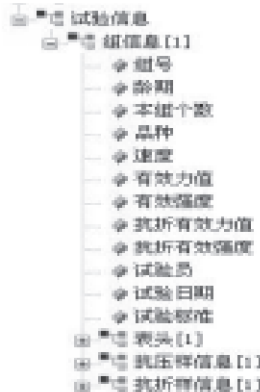 试验信息
组信息[1]
组号
龄期
本组个数
品种
速度
有效力值
有效强度
抗折有效力值
抗折有效强度
试验员
试验日期
试验标准
表头[1]
抗压样信息[1]
抗折样信息[1]